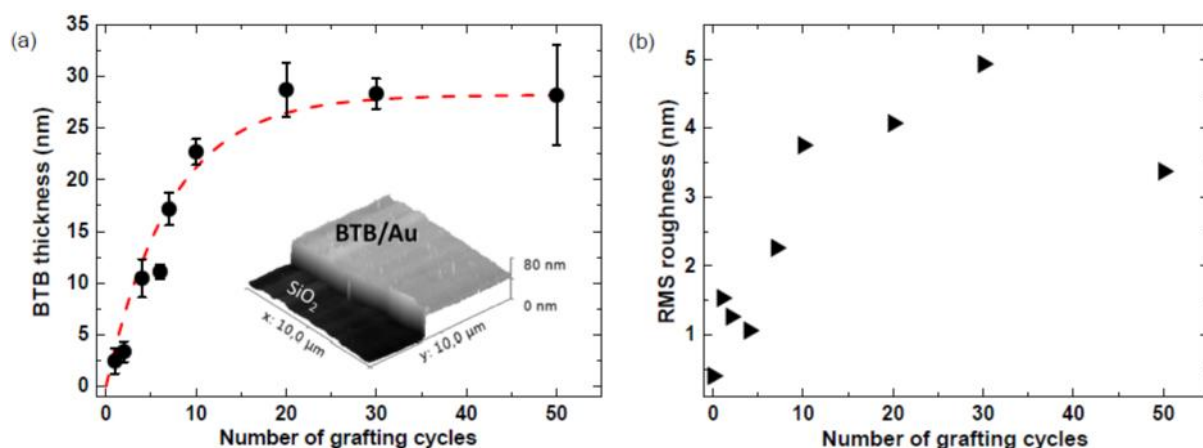 (a)
35
30
25
20
15
10
5
0
BTB thickness (nm)
BTB/Au
SiO2
80 nm
0 nm
x: 10,0 µm
y: 10,0 µm
0 10 20 30 40 50
Number of grafting cycles
(b)
5
4
3
2
1
RMS roughness (nm)
0 10 20 30 40 50
Number of grafting cycles